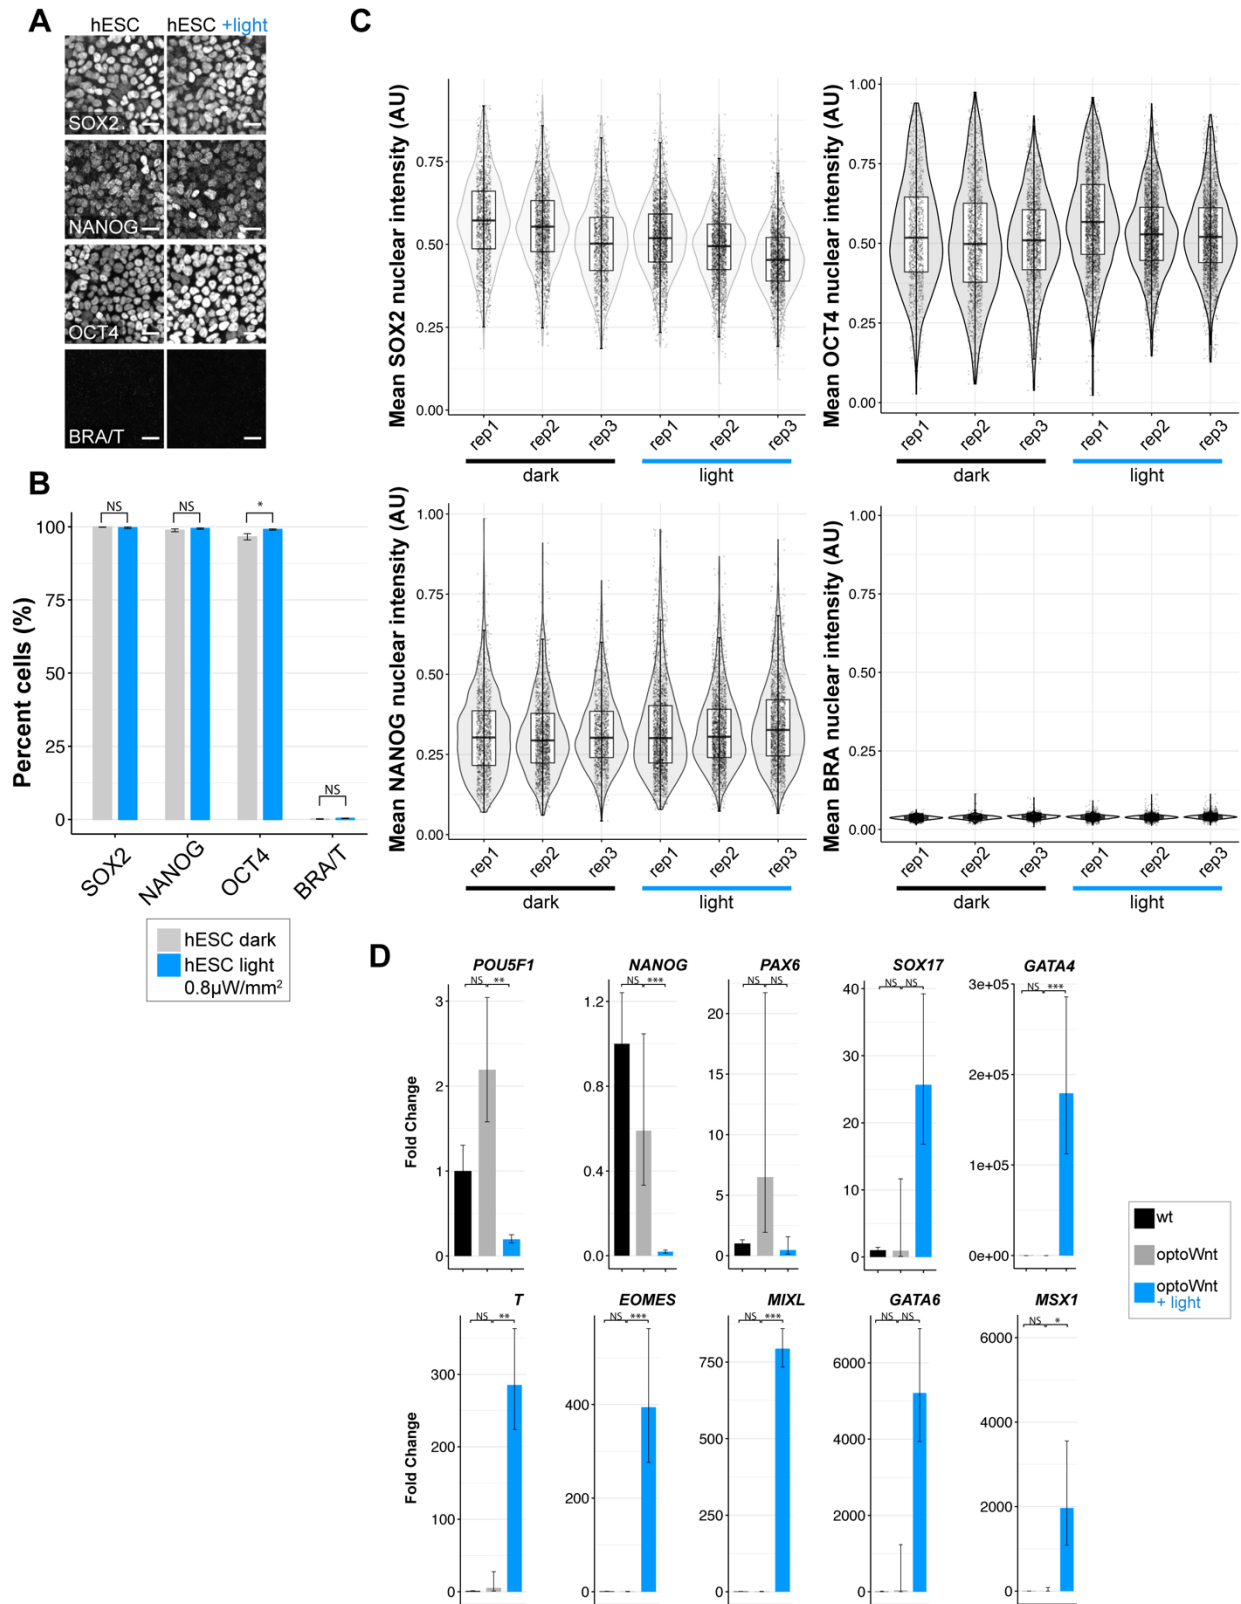 A
hESC
hESC +light
SOX2
NANOG
OCT4
BRA/T
B
Percent cells (%)
100
75
50
25
0
NS
NS
*
NS
SOX2
NANOG
OCT4
BRA/T
hESC dark
hESC light
0.8µW/mm²
C
Mean SOX2 nuclear intensity (AU)
0.75
0.50
0.25
0.00
rep1
rep2
rep3
rep1
rep2
rep3
dark
light
Mean OCT4 nuclear intensity (AU)
1.00
0.75
0.50
0.25
0.00
rep1
rep2
rep3
rep1
rep2
rep3
dark
light
Mean NANOG nuclear intensity (AU)
1.00
0.75
0.50
0.25
0.00
rep1
rep2
rep3
rep1
rep2
rep3
dark
light
Mean BRA nuclear intensity (AU)
1.00
0.75
0.50
0.25
0.00
rep1
rep2
rep3
rep1
rep2
rep3
dark
light
D
Fold Change
POU5F1
NS
**
3
2
1
0
NANOG
NS
***
1.2
0.8
0.4
0.0
PAX6
NS
NS
20
15
10
5
0
SOX17
NS
NS
40
30
20
10
0
GATA4
NS
***
3e+05
2e+05
1e+05
0e+00
wt
optoWnt
optoWnt
+ light
Fold Change
T
NS
**
300
200
100
0
EOMES
NS
***
400
200
0
MIXL
NS
***
750
500
250
0
GATA6
NS
NS
6000
4000
2000
0
MSX1
NS
*
6000
4000
2000
0